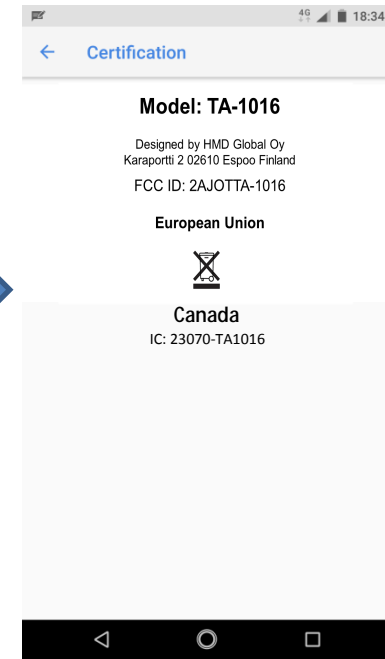 4G 18:34
Certification
Model: TA-1016
Designed by HMD Global Oy
Karaportti 2 02610 Espoo Finland
FCC ID: 2AJOTTA-1016
European Union
Canada
IC: 23070-TA1016